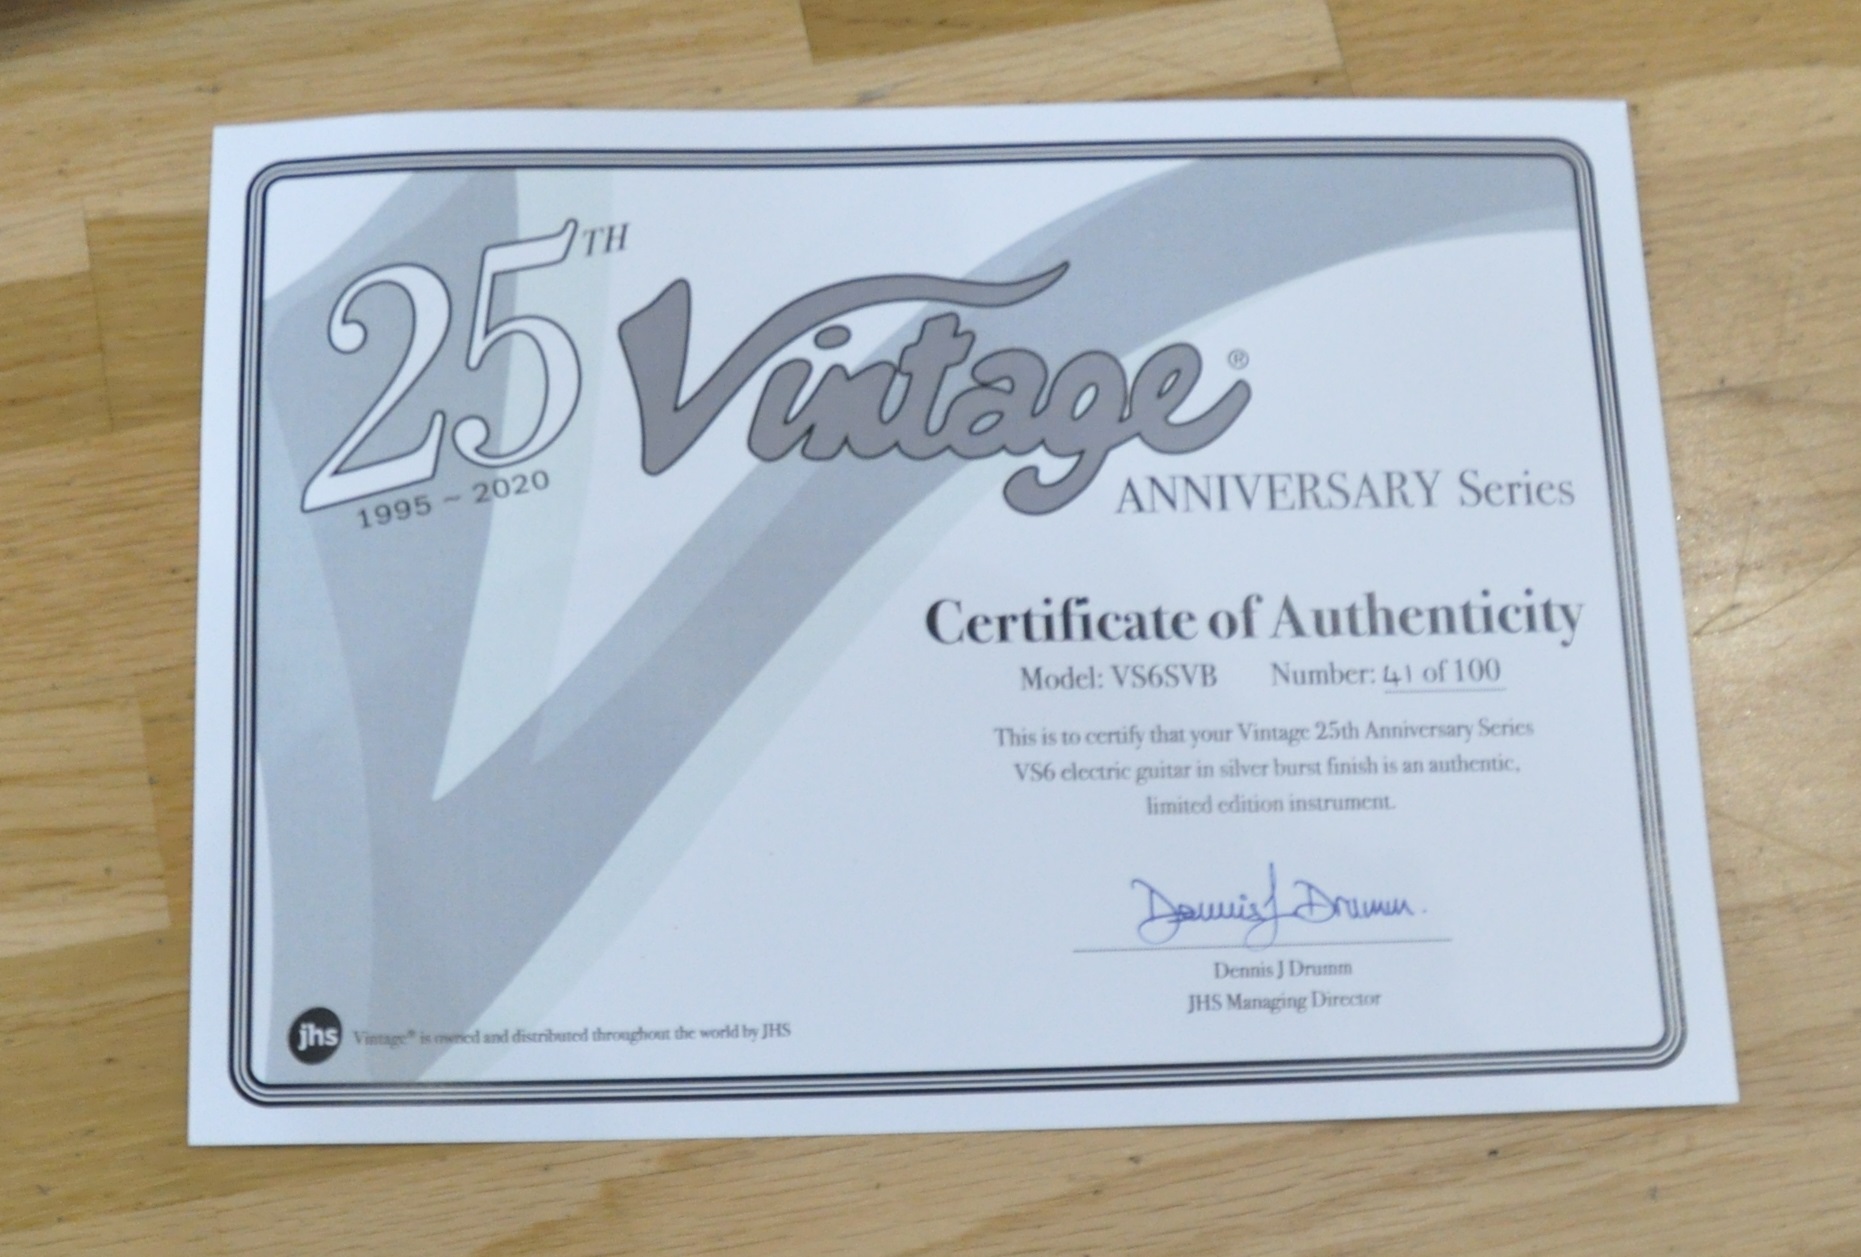 25TH
1995 ~ 2020
Vintage®
ANNIVERSARY Series
Certificate of Authenticity
Model: VS6SVB Number: 41 of 100
This is to certify that your Vintage 25th Anniversary Series
VS6 electric guitar in silver burst finish is an authentic,
limited edition instrument.
Dennis J Drumm.
Dennis J Drumm
JHS Managing Director
jhs Vintage® is owned and distributed throughout the world by JHS